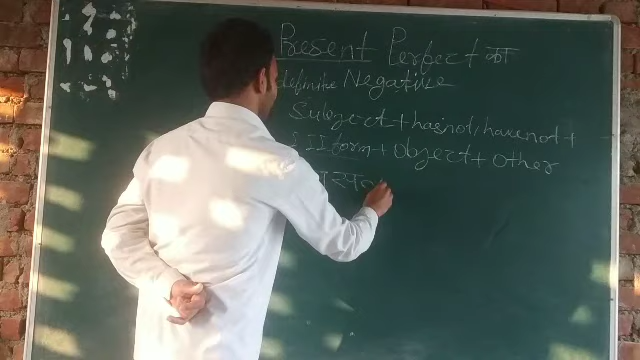 Present Perfect का
definite Negative
Subject + has not / have not +
III form + object + other